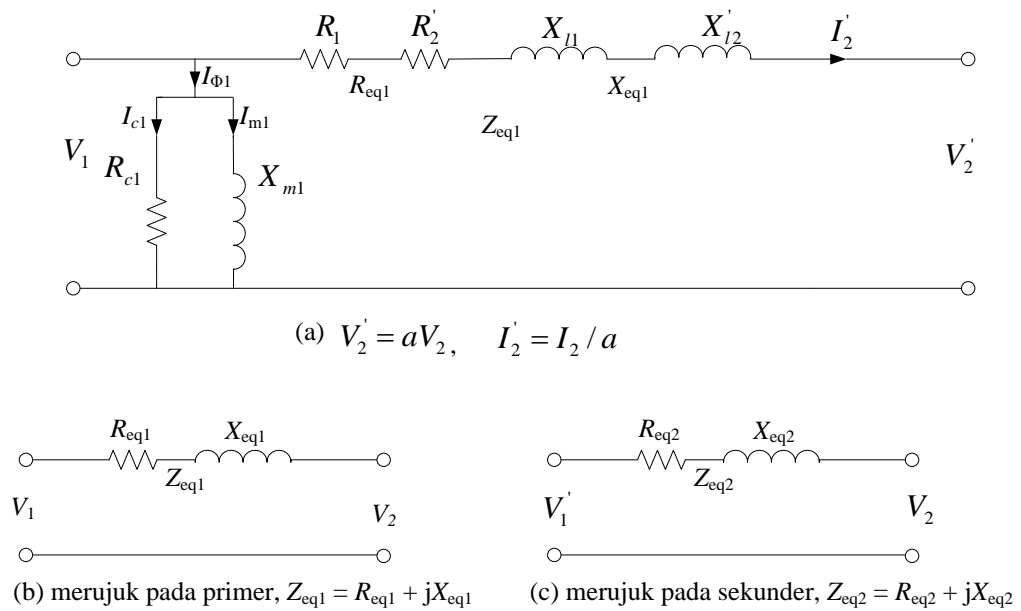 R1 R2' Xl1 X'l2 I2'
IΦ1 Req1 Xeq1
Ic1 Im1 Zeq1
V1 Rc1 Xm1 V2'
(a) V2' = aV2, I2' = I2 / a
Req1 Xeq1 Req2 Xeq2
Zeq1 Zeq2
V1 V2 V1' V2
(b) merujuk pada primer, Zeq1 = Req1 + jXeq1
(c) merujuk pada sekunder, Zeq2 = Req2 + jXeq2